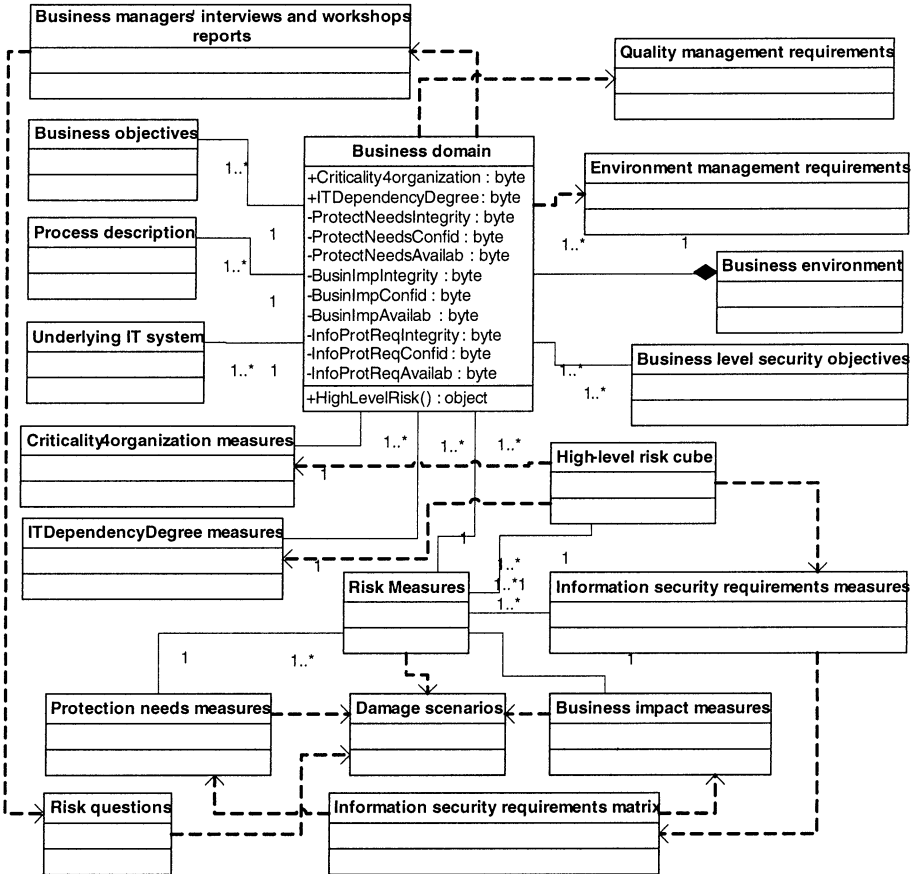 Business managers' interviews and workshops
reports
Quality management requirements
Business objectives
1..*
1
Business domain
+Criticality4organization : byte
+ITDependencyDegree : byte
-ProtectNeedsIntegrity : byte
-ProtectNeedsConfid : byte
-ProtectNeedsAvailab : byte
-BusinImpIntegrity : byte
-BusinImpConfid : byte
-BusinImpAvailab : byte
-InfoProtReqIntegrity : byte
-InfoProtReqConfid : byte
-InfoProtReqAvailab : byte
+HighLevelRisk() : object
Environment management requirements
Process description
1..*
1
1..*
1
Business environment
Underlying IT system
1..*
1
Business level security objectives
1..*
1..*
Criticality4organization measures
1
1..*
1..*
1..*
High-level risk cube
ITDependencyDegree measures
1
1
1..*
1..*1
1..*
1
Risk Measures
Information security requirements measures
1
1..*
1
Protection needs measures
Damage scenarios
Business impact measures
Risk questions
Information security requirements matrix